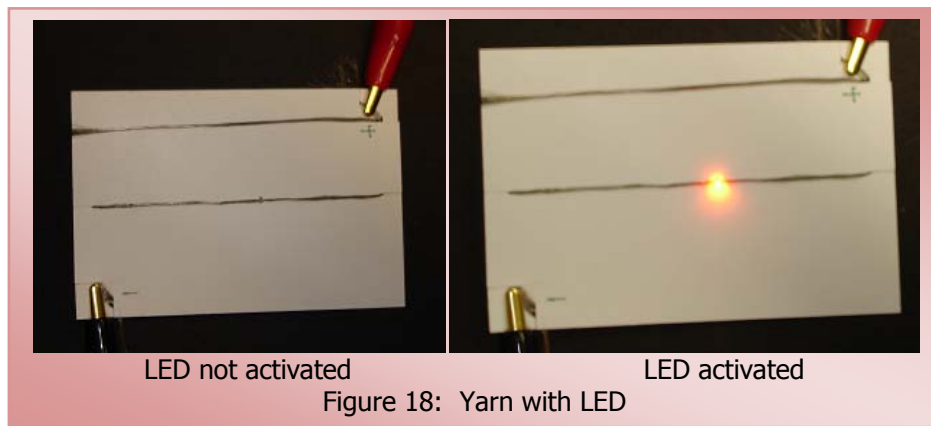 +
−
+
−
LED not activated
LED activated
Figure 18: Yarn with LED